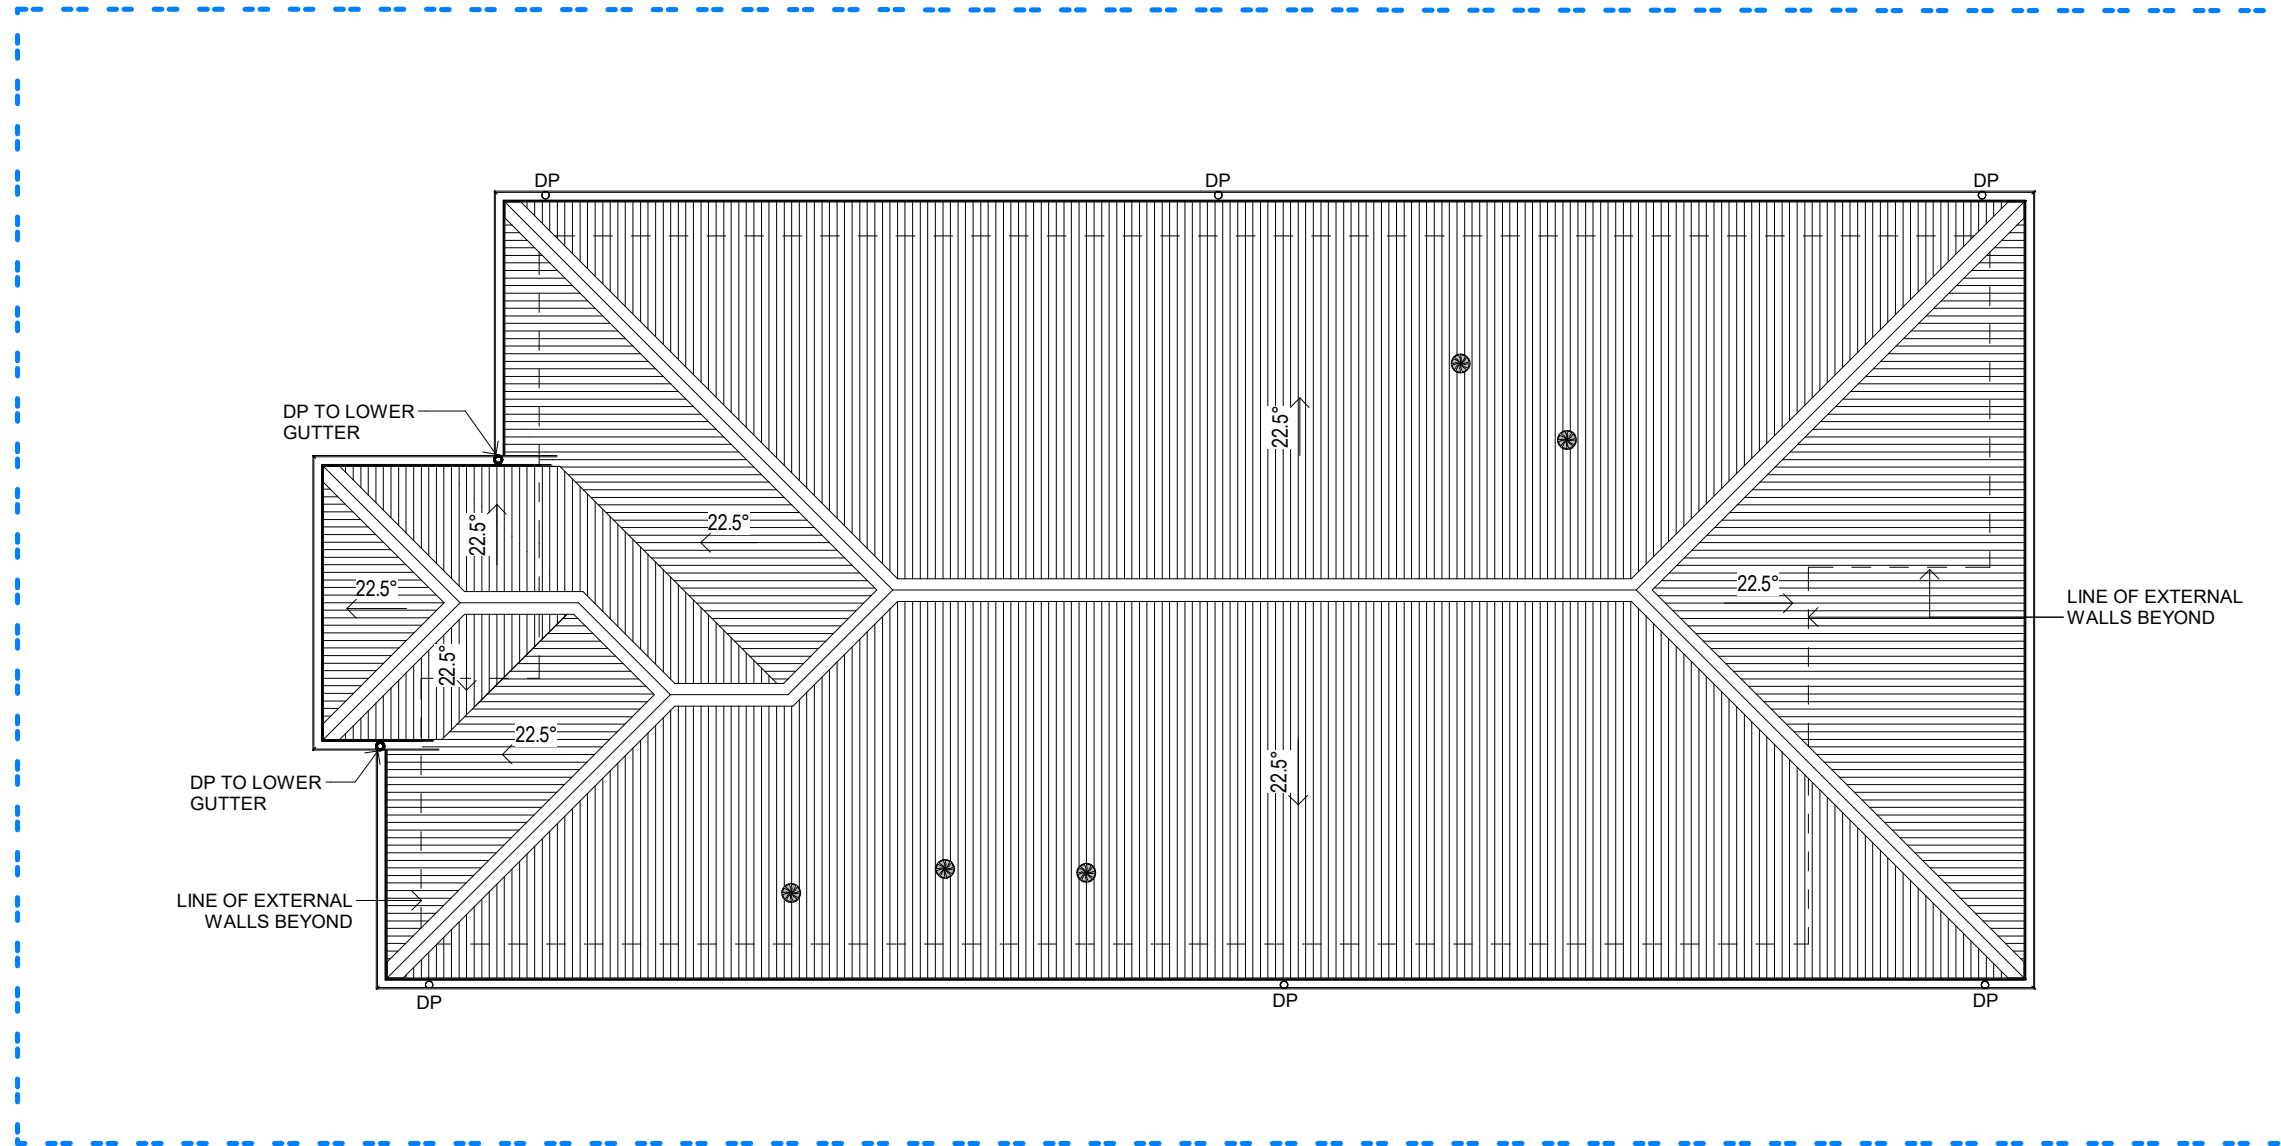 DP
DP
DP
DP TO LOWER
GUTTER
22.5°
22.5°
22.5°
22.5°
22.5°
LINE OF EXTERNAL
WALLS BEYOND
22.5°
22.5°
22.5°
DP TO LOWER
GUTTER
LINE OF EXTERNAL
WALLS BEYOND
DP
DP
DP